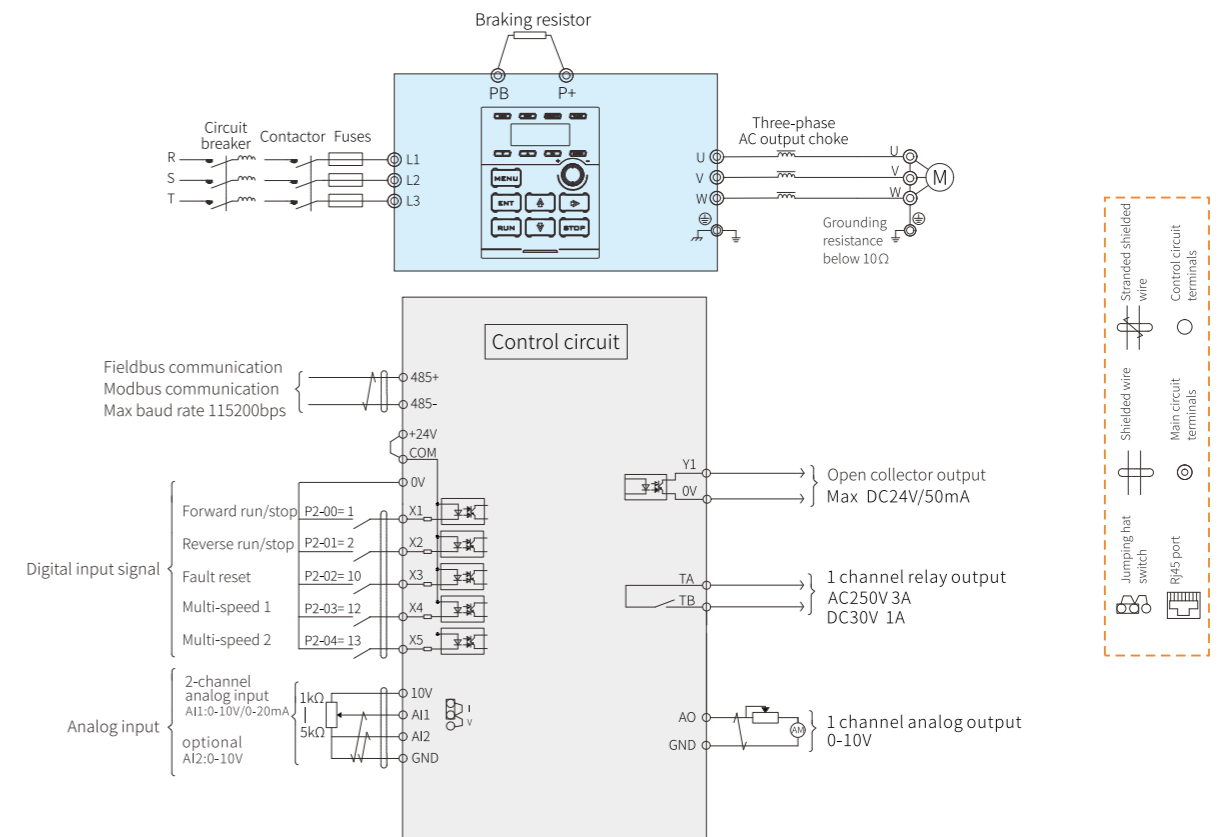 Braking resistor
PB
P+
Circuit
breaker
Contactor
Fuses
R
S
T
L1
L2
L3
MENU
ENT
RUN
STOP
+
−
U
V
W
Three-phase
AC output choke
U
V
W
M
Grounding
resistance
below 10Ω
Control circuit
Fieldbus communication
Modbus communication
Max baud rate 115200bps
485+
485-
+24V
COM
0V
Digital input signal
Forward run/stop
P2-00= 1
X1
Reverse run/stop
P2-01= 2
X2
Fault reset
P2-02= 10
X3
Multi-speed 1
P2-03= 12
X4
Multi-speed 2
P2-04= 13
X5
Analog input
2-channel
analog input
AI1:0-10V/0-20mA
optional
AI2:0-10V
1kΩ
5kΩ
10V
AI1
AI2
GND
I
V
Y1
0V
Open collector output
Max DC24V/50mA
TA
TB
1 channel relay output
AC250V 3A
DC30V 1A
AO
GND
AM
1 channel analog output
0-10V
Stranded shielded
wire
Control circuit
terminals
Shielded wire
Main circuit
terminals
Jumping hat
switch
Rj45 port